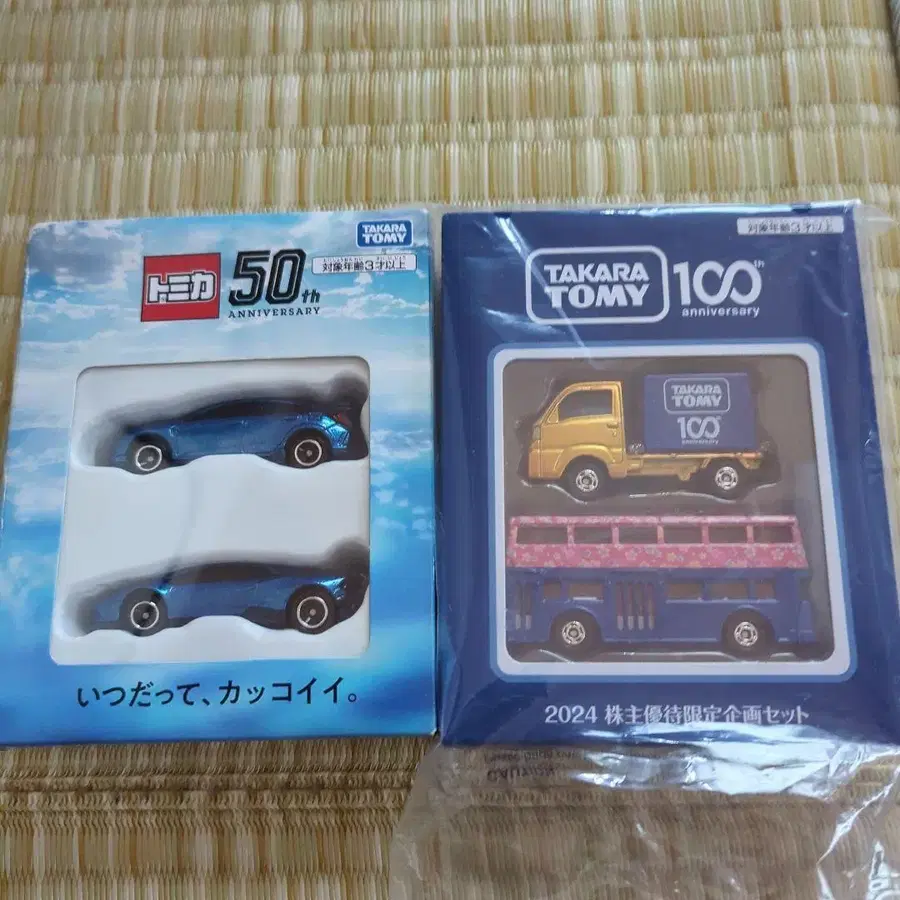 TAKARA
TOMY
対象年齢3才以上
トミカ
50th
ANNIVERSARY
いつだって、カッコイイ。
対象年齢3才以上
TAKARA
TOMY
100th
anniversary
TAKARA
TOMY
100
2024 株主優待限定企画セット
CAUTION